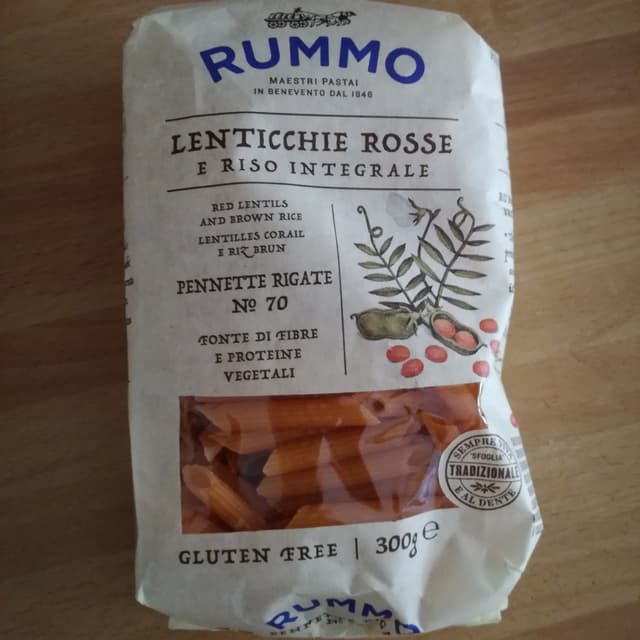 RUMMO
MAESTRI PASTAI
IN BENEVENTO DAL 1846
LENTICCHIE ROSSE
E RISO INTEGRALE
RED LENTILS
AND BROWN RICE
LENTILLES CORAIL
E RIZ BRUN
PENNETTE RIGATE
Nº 70
FONTE DI FIBRE
E PROTEINE
VEGETALI
SEMPRE
SFOGLIA
TRADIZIONALE
E AL DENTE
GLUTEN FREE | 300g e
RUMMO